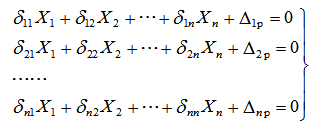 δ₁₁X₁ + δ₁₂X₂ + ⋯ + δ₁ₙXₙ + Δ₁ₚ = 0
δ₂₁X₁ + δ₂₂X₂ + ⋯ + δ₂ₙXₙ + Δ₂ₚ = 0
……
δₙ₁X₁ + δₙ₂X₂ + ⋯ + δₙₙXₙ + Δₙₚ = 0